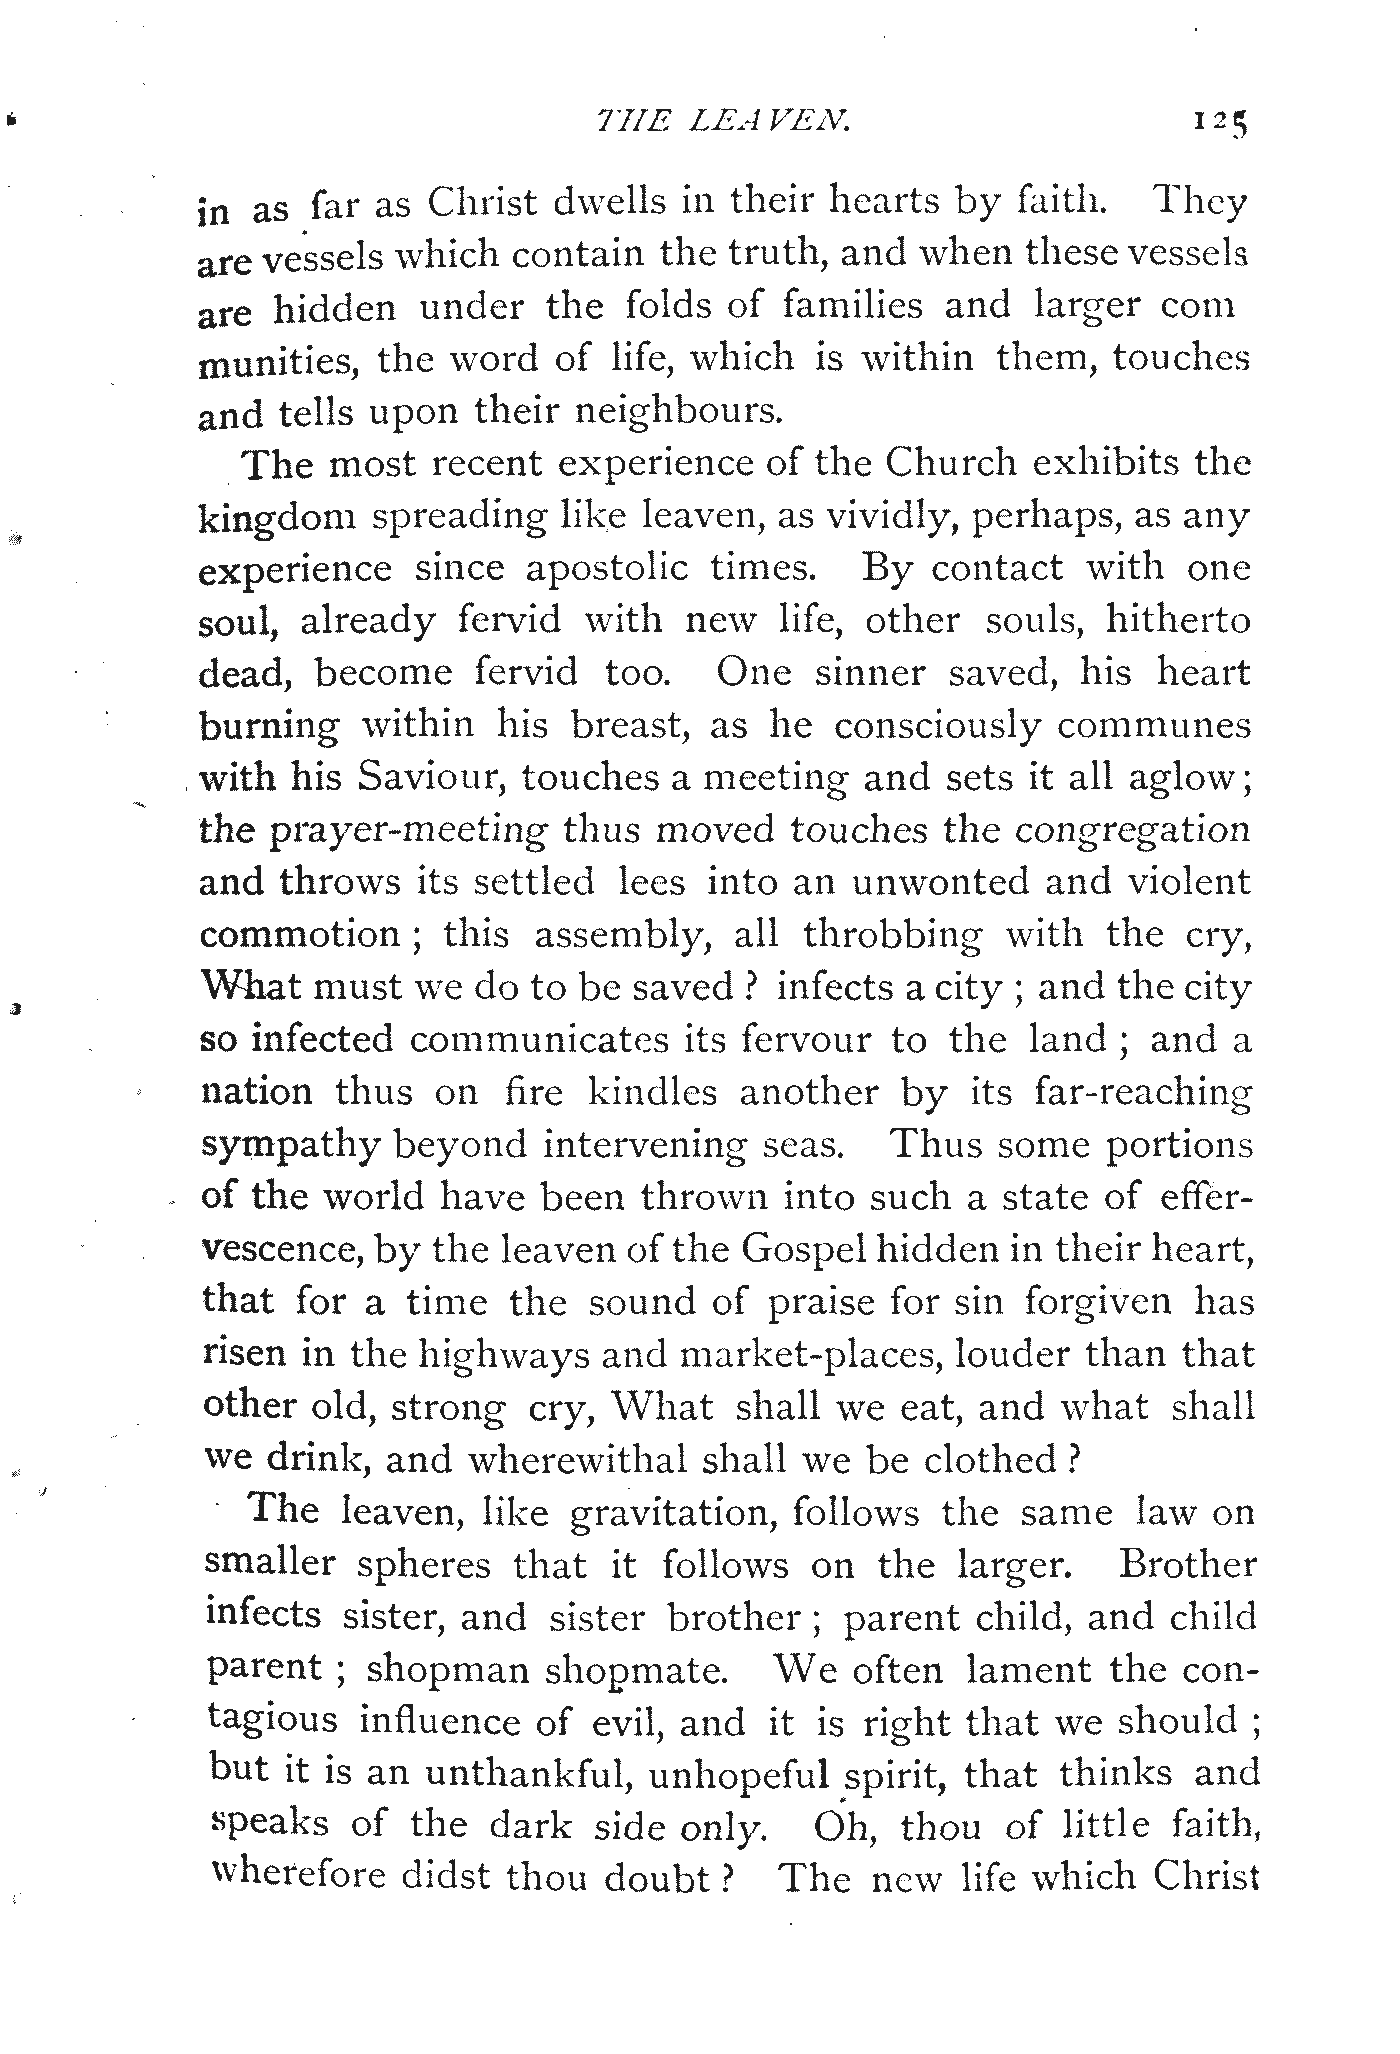 THE LEAVEN. 125
in as far as Christ dwells in their hearts by faith. They
are vessels which contain the truth, and when these vessels
are hidden under the folds of families and larger com
munities, the word of life, which is within them, touches
and tells upon their neighbours.
The most recent experience of the Church exhibits the
kingdom spreading like leaven, as vividly, perhaps, as any
experience since apostolic times. By contact with one
soul, already fervid with new life, other souls, hitherto
dead, become fervid too. One sinner saved, his heart
burning within his breast, as he consciously communes
with his Saviour, touches a meeting and sets it all aglow;
the prayer-meeting thus moved touches the congregation
and throws its settled lees into an unwonted and violent
commotion ; this assembly, all throbbing with the cry,
What must we do to be saved ? infects a city ; and the city
so infected communicates its fervour to the land ; and a
nation thus on fire kindles another by its far-reaching
sympathy beyond intervening seas. Thus some portions
of the world have been thrown into such a state of effer-
vescence, by the leaven of the Gospel hidden in their heart,
that for a time the sound of praise for sin forgiven has
risen in the highways and market-places, louder than that
other old, strong cry, What shall we eat, and what shall
we drink, and wherewithal shall we be clothed ?
The leaven, like gravitation, follows the same law on
smaller spheres that it follows on the larger. Brother
infects sister, and sister brother ; parent child, and child
parent ; shopman shopmate. We often lament the con-
tagious influence of evil, and it is right that we should ;
but it is an unthankful, unhopeful spirit, that thinks and
speaks of the dark side only. Oh, thou of little faith,
wherefore didst thou doubt ? The new life which Christ